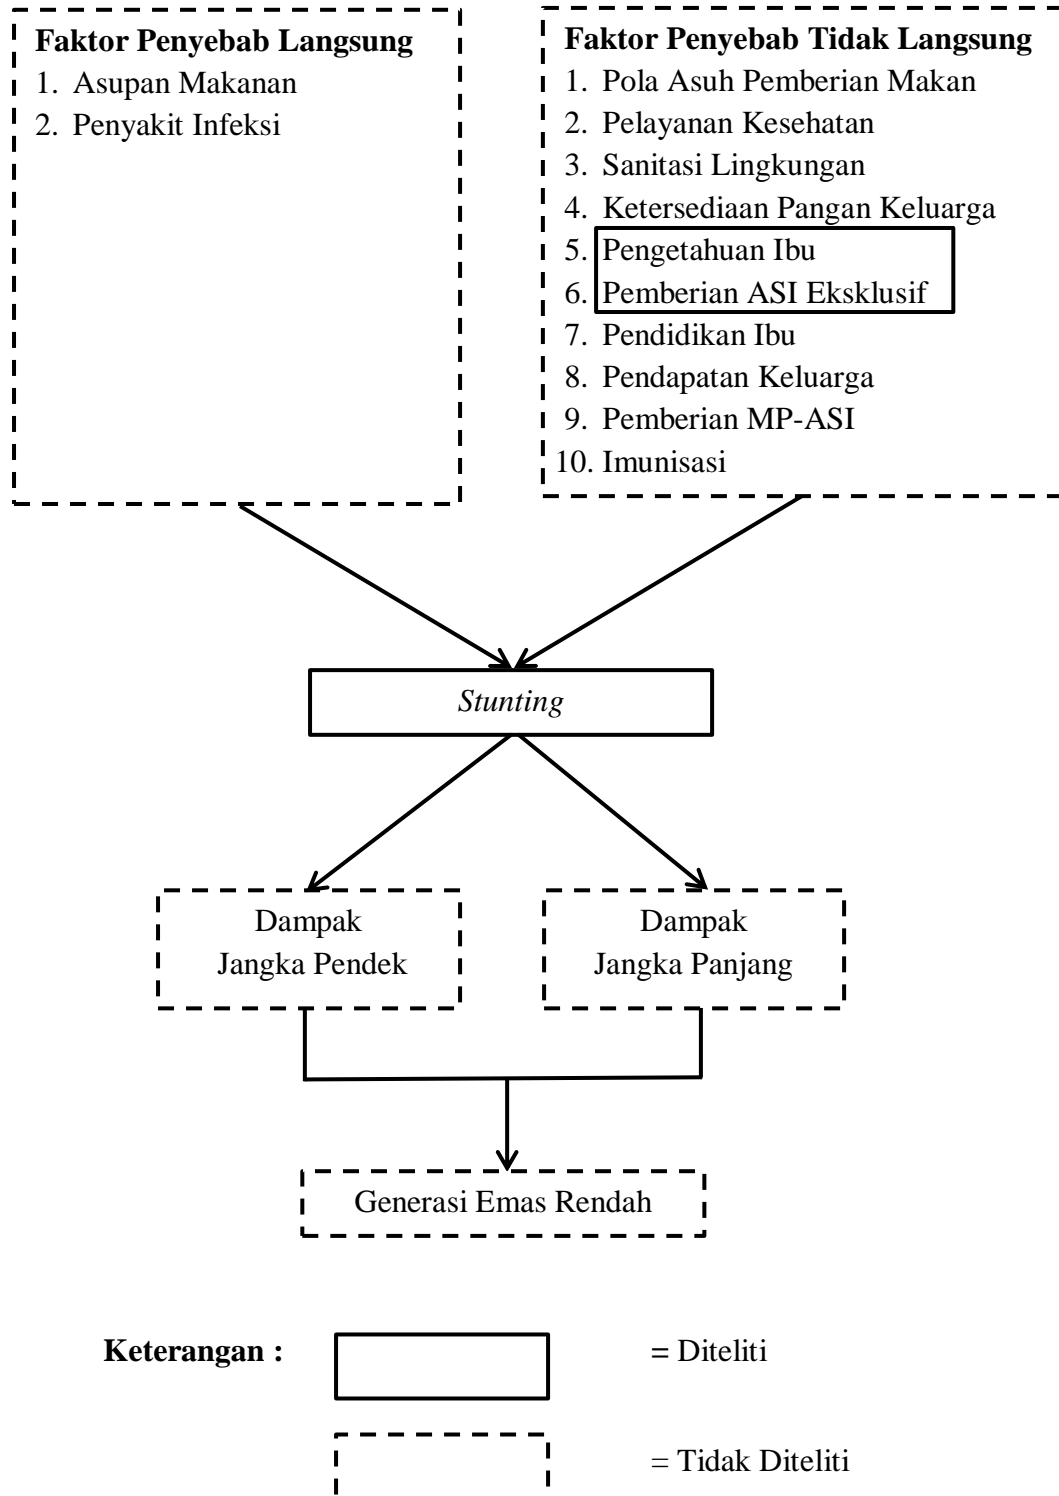 Faktor Penyebab Langsung
1. Asupan Makanan
2. Penyakit Infeksi
Faktor Penyebab Tidak Langsung
1. Pola Asuh Pemberian Makan
2. Pelayanan Kesehatan
3. Sanitasi Lingkungan
4. Ketersediaan Pangan Keluarga
5. Pengetahuan Ibu
6. Pemberian ASI Eksklusif
7. Pendidikan Ibu
8. Pendapatan Keluarga
9. Pemberian MP-ASI
10. Imunisasi
Stunting
Dampak
Jangka Pendek
Dampak
Jangka Panjang
Generasi Emas Rendah
Keterangan :
= Diteliti
= Tidak Diteliti